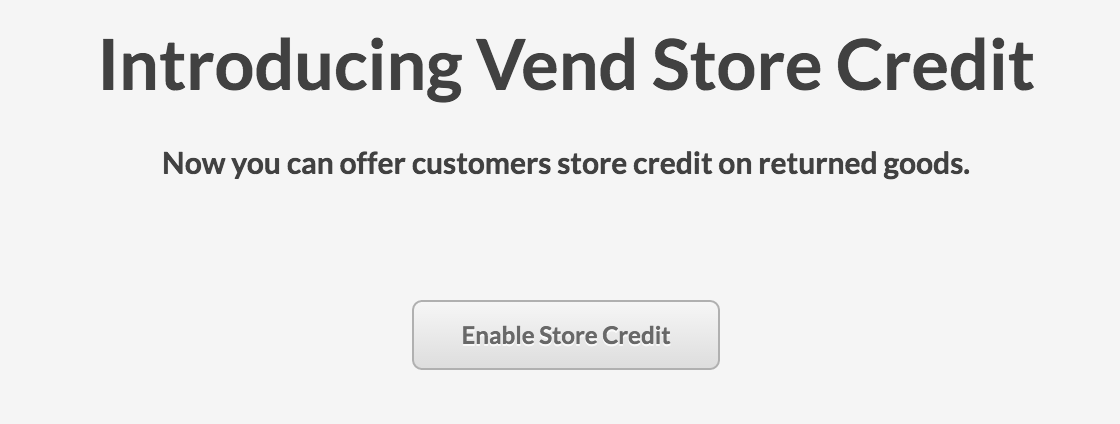 Introducing Vend Store Credit
Now you can offer customers store credit on returned goods.
Enable Store Credit